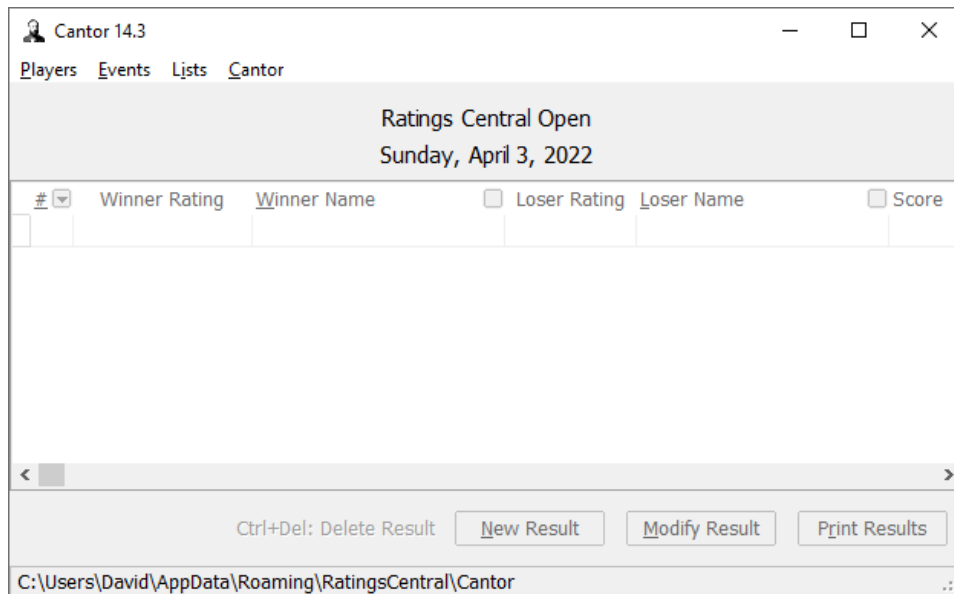 Cantor 14.3
Players Events Lists Cantor
Ratings Central Open
Sunday, April 3, 2022
# Winner Rating Winner Name Loser Rating Loser Name Score
Ctrl+Del: Delete Result New Result Modify Result Print Results
C:\Users\David\AppData\Roaming\RatingsCentral\Cantor